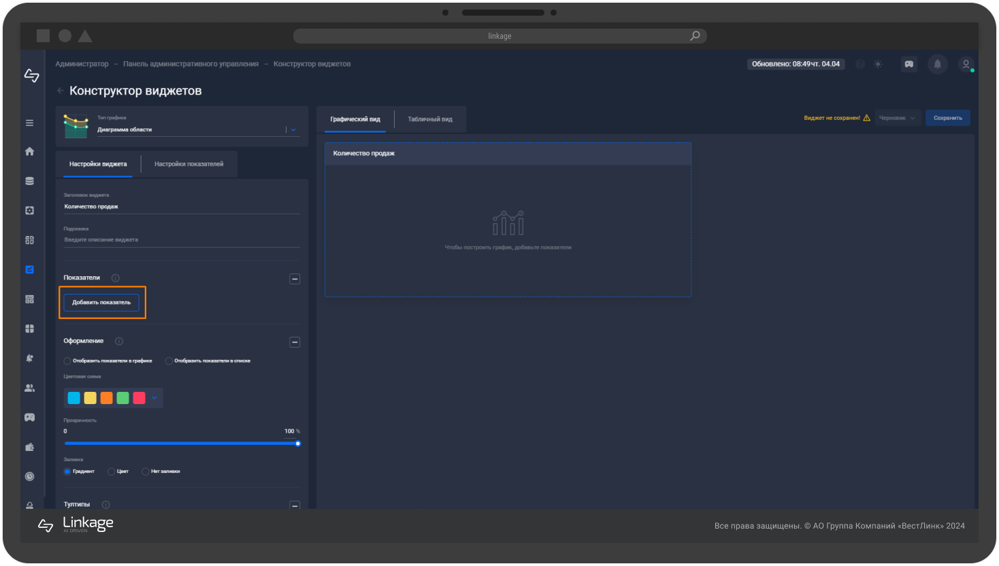 linkage
Администратор – Панель административного управления – Конструктор виджетов
Обновлено: 08:49 чт. 04.04
Конструктор виджетов
Тип графика
Диаграмма области
Графический вид
Табличный вид
Виджет не сохранен!
Черновик
Сохранить
Настройки виджета
Настройки показателей
Количество продаж
Чтобы построить график, добавьте показатели
Заголовок виджета
Количество продаж
Подсказка
Введите описание виджета
Показатели
Добавить показатель
Оформление
Отобразить показатели в графике
Отобразить показатели в списке
Цветовая схема
Прозрачность
0
100 %
Заливка
Градиент
Цвет
Нет заливки
Тултипы
Linkage
AI DRIVEN
Все права защищены. © АО Группа Компаний «ВестЛинк» 2024